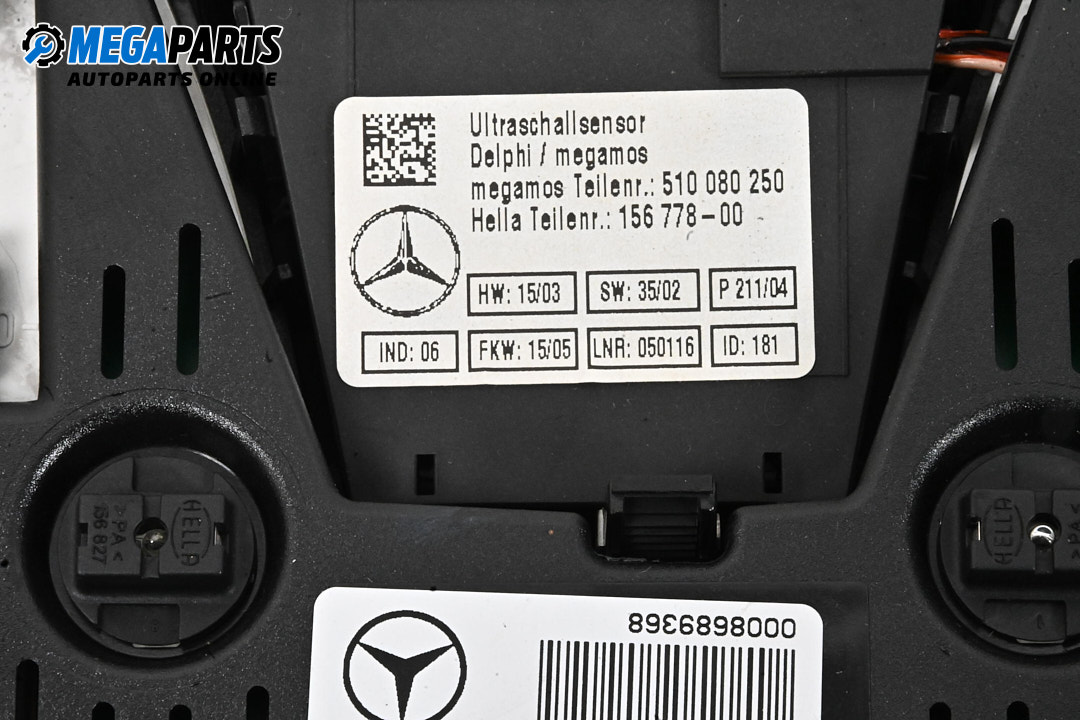 MEGAPARTS
AUTOPARTS ONLINE
Ultraschallsensor
Delphi / megamos
megamos Teilenr.: 510 080 250
Hella Teilenr.: 156 778-00
HW: 15/03
SW: 35/02
P 211/04
IND: 06
FKW: 15/05
LNR: 050116
ID: 181
HELLA
>PA<
156 827
HELLA
>PA<
0008689368